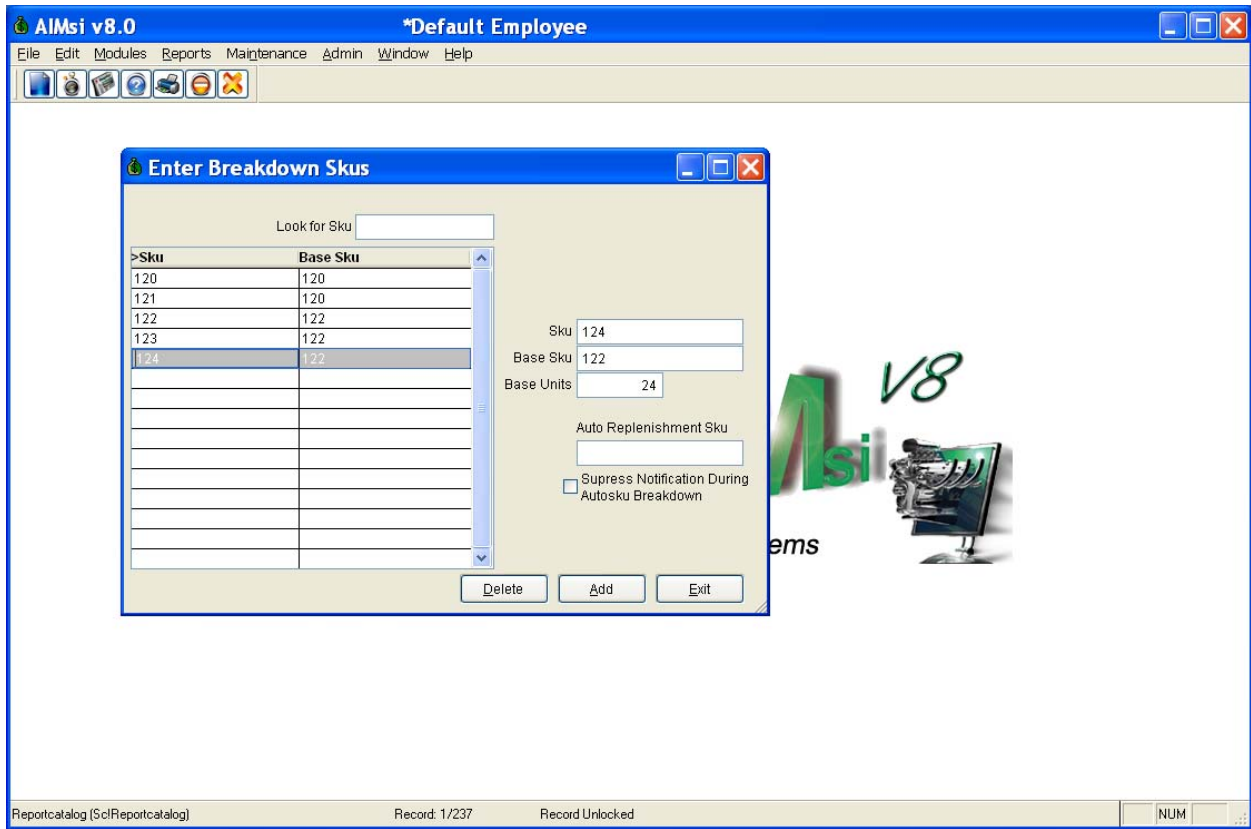 AIMsi v8.0 *Default Employee
File Edit Modules Reports Maintenance Admin Window Help
Enter Breakdown Skus
Look for Sku
>Sku Base Sku
120 120
121 120
122 122
123 122
124 122
Sku 124
Base Sku 122
Base Units 24
Auto Replenishment Sku
Supress Notification During
Autosku Breakdown
Delete Add Exit
V8
Msi
ems
Reportcatalog (Sc!Reportcatalog) Record: 1/237 Record Unlocked NUM